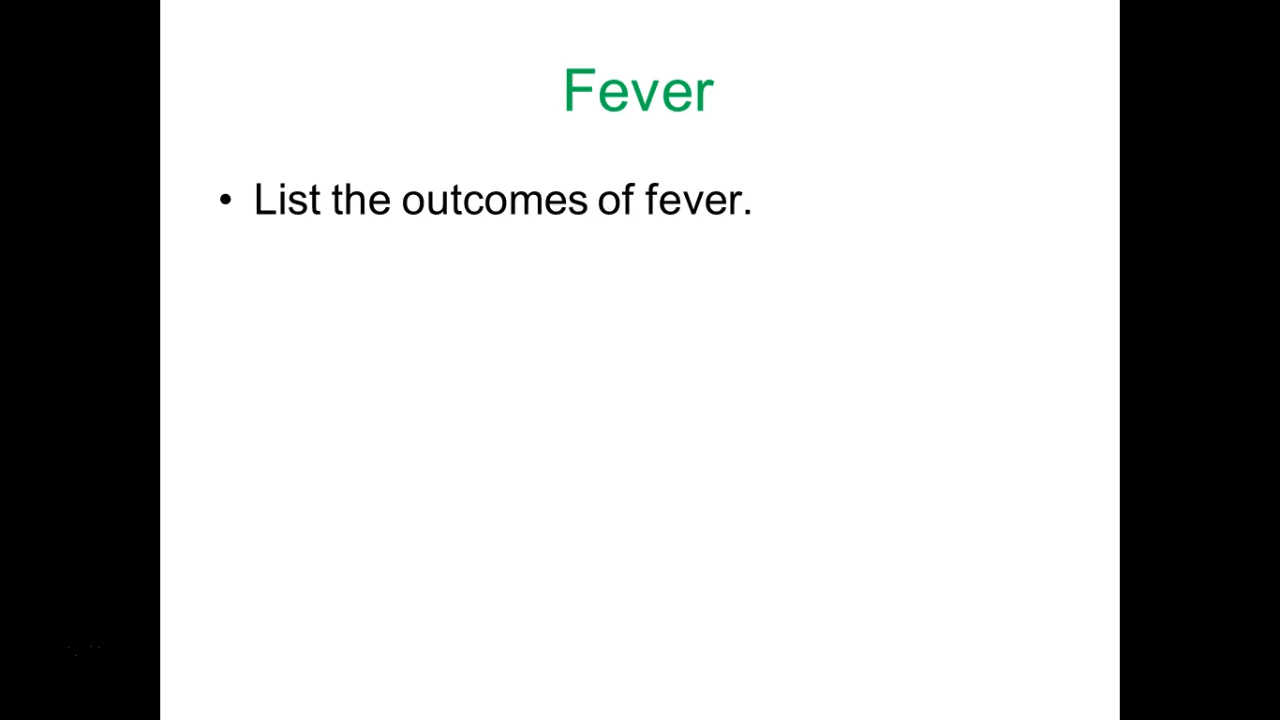 Fever
• List the outcomes of fever.